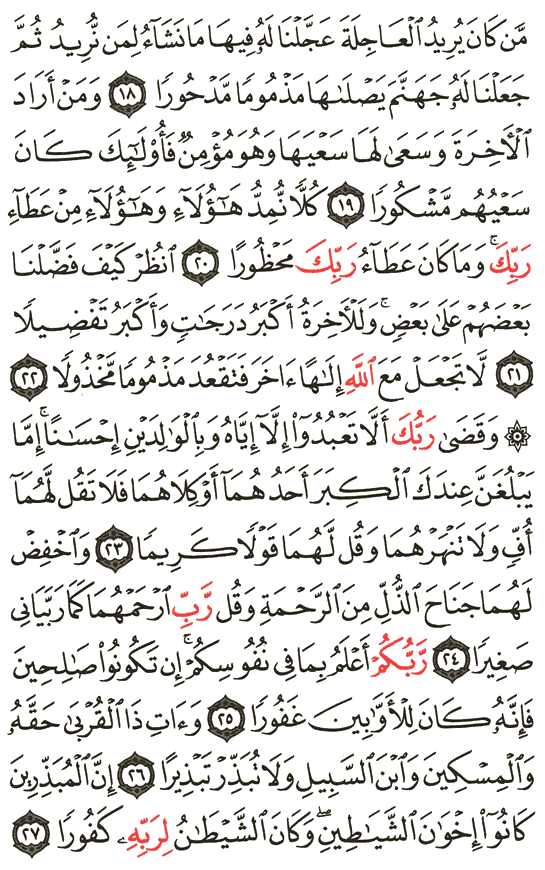 مَّن كَانَ يُرِيدُ ٱلْعَاجِلَةَ عَجَّلْنَا لَهُۥ فِيهَا مَا نَشَآءُ لِمَن نُّرِيدُ ثُمَّ
جَعَلْنَا لَهُۥ جَهَنَّمَ يَصْلَىٰهَا مَذْمُومًا مَّدْحُورًا ١٨ وَمَنْ أَرَادَ
ٱلْأَخِرَةَ وَسَعَىٰ لَهَا سَعْيَهَا وَهُوَ مُؤْمِنٌ فَأُو۟لَٰٓئِكَ كَانَ
سَعْيُهُم مَّشْكُورًا ١٩ كُلًّا نُّمِدُّ هَٰٓؤُلَآءِ وَهَٰٓؤُلَآءِ مِنْ عَطَآءِ
رَبِّكَ ۚ وَمَا كَانَ عَطَآءُ رَبِّكَ مَحْظُورًا ٢٠ ٱنظُرْ كَيْفَ فَضَّلْنَا
بَعْضَهُمْ عَلَىٰ بَعْضٍ ۚ وَلَلْأَخِرَةُ أَكْبَرُ دَرَجَٰتٍ وَأَكْبَرُ تَفْضِيلًا
٢١ لَّا تَجْعَلْ مَعَ ٱللَّهِ إِلَٰهًا ءَاخَرَ فَتَقْعُدَ مَذْمُومًا مَّخْذُولًا ٢٢
۞ وَقَضَىٰ رَبُّكَ أَلَّا تَعْبُدُوٓا۟ إِلَّآ إِيَّاهُ وَبِٱلْوَٰلِدَيْنِ إِحْسَٰنًا ۚ إِمَّا
يَبْلُغَنَّ عِندَكَ ٱلْكِبَرَ أَحَدُهُمَآ أَوْ كِلَاهُمَا فَلَا تَقُل لَّهُمَآ
أُفٍّ وَلَا تَنْهَرْهُمَا وَقُل لَّهُمَا قَوْلًا كَرِيمًا ٢٣ وَٱخْفِضْ
لَهُمَا جَنَاحَ ٱلذُّلِّ مِنَ ٱلرَّحْمَةِ وَقُل رَّبِّ ٱرْحَمْهُمَا كَمَا رَبَّيَانِى
صَغِيرًا ٢٤ رَّبُّكُمْ أَعْلَمُ بِمَا فِى نُفُوسِكُمْ ۚ إِن تَكُونُوا۟ صَٰلِحِينَ
فَإِنَّهُۥ كَانَ لِلْأَوَّٰبِينَ غَفُورًا ٢٥ وَءَاتِ ذَا ٱلْقُرْبَىٰ حَقَّهُۥ
وَٱلْمِسْكِينَ وَٱبْنَ ٱلسَّبِيلِ وَلَا تُبَذِّرْ تَبْذِيرًا ٢٦ إِنَّ ٱلْمُبَذِّرِينَ
كَانُوٓا۟ إِخْوَٰنَ ٱلشَّيَٰطِينِ ۖ وَكَانَ ٱلشَّيْطَٰنُ لِرَبِّهِۦ كَفُورًا ٢٧